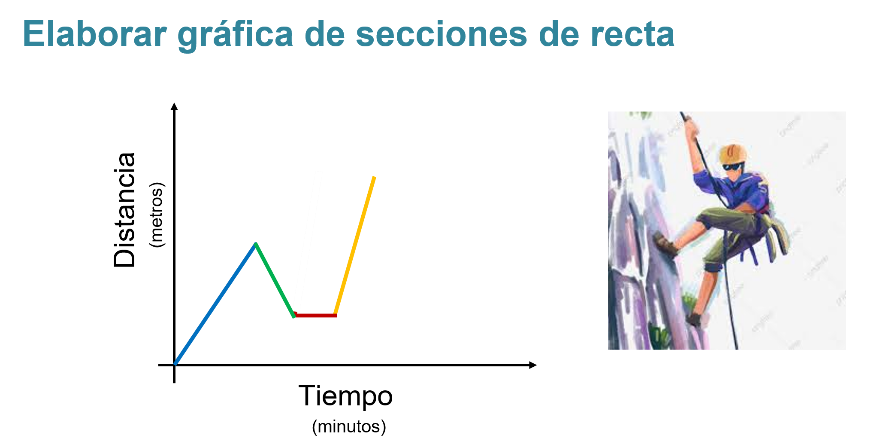 Elaborar gráfica de secciones de recta
Distancia
(metros)
Tiempo
(minutos)